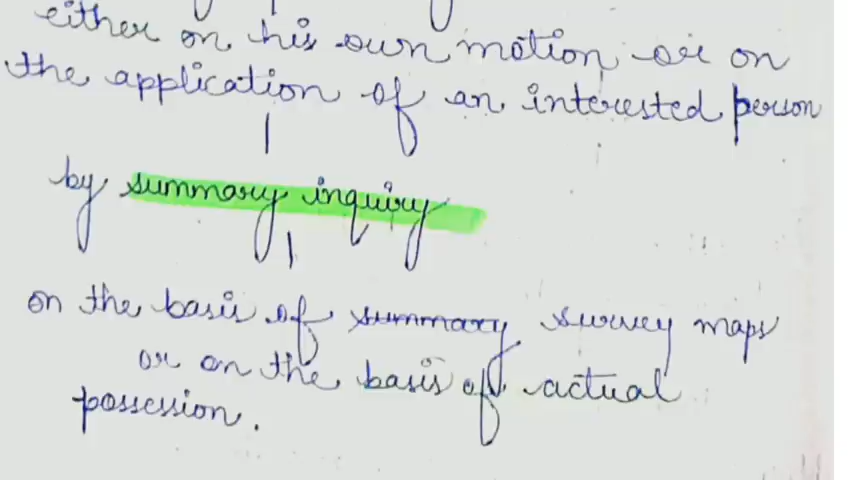 either on his own motion or on
the application of an interested person
by summary inquiry
on the basis of summary survey maps
or on the basis of actual
possession.